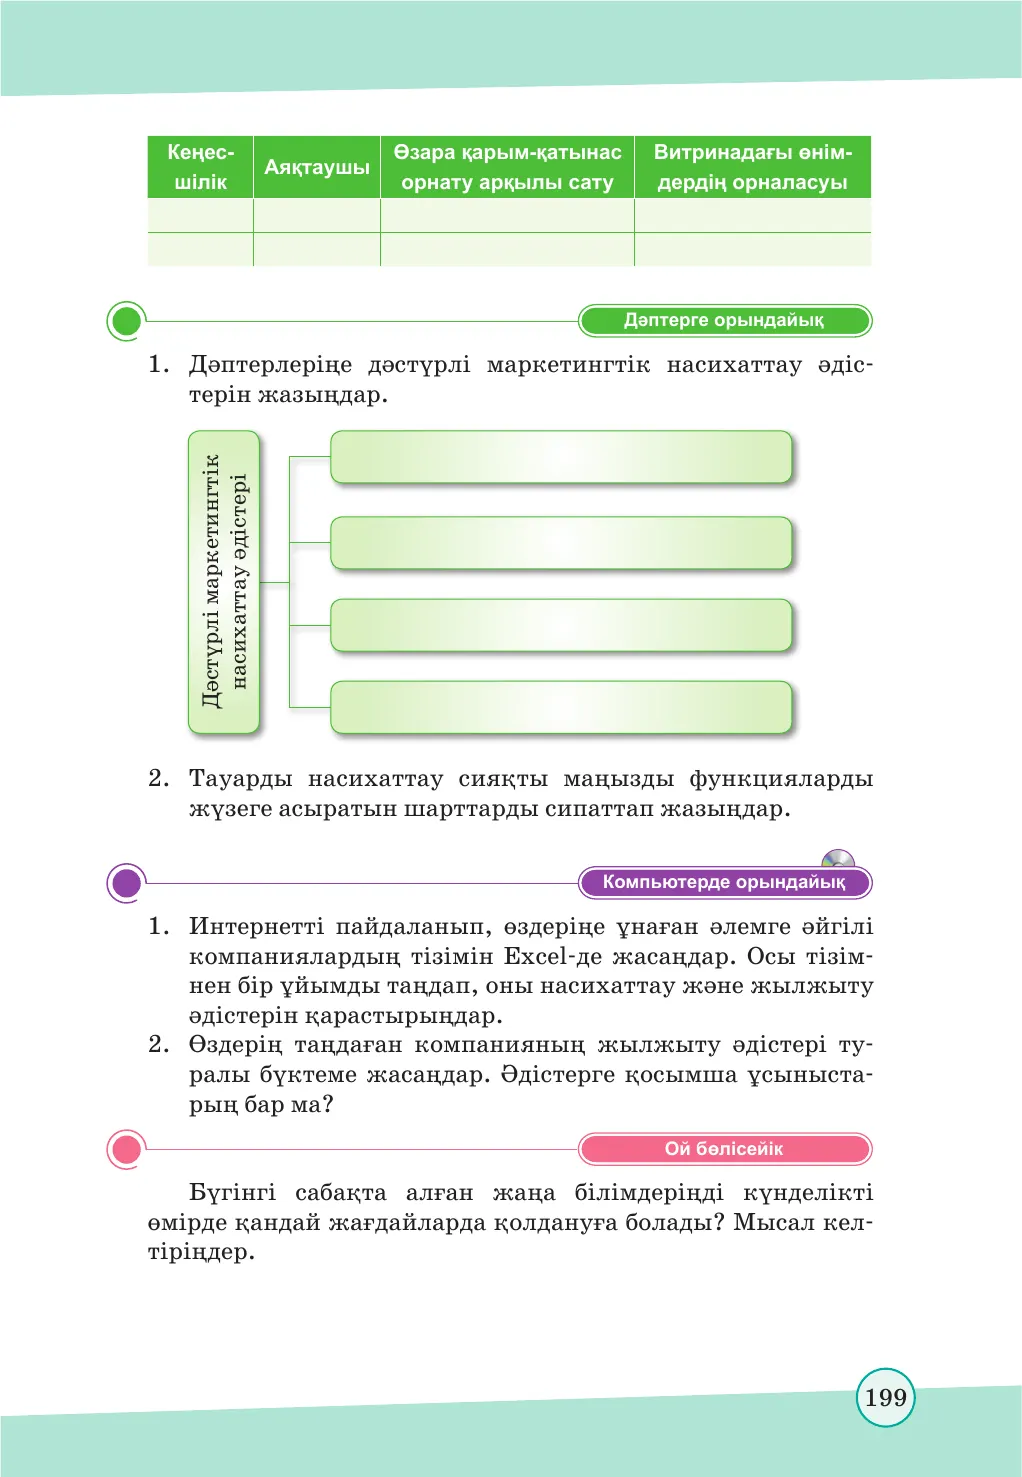 Кеңес-
шілік
Аяқтаушы
Өзара қарым-қатынас
орнату арқылы сату
Витринадағы өнім-
дердің орналасуы
Дәптерге орындайық
1. Дәптерлеріңе дәстүрлі маркетингтік насихаттау әдіс-
терін жазыңдар.
Дәстүрлі маркетингтік
насихаттау әдістері
2. Тауарды насихаттау сияқты маңызды функцияларды
жүзеге асыратын шарттарды сипаттап жазыңдар.
Компьютерде орындайық
1. Интернетті пайдаланып, өздеріңе ұнаған әлемге әйгілі
компаниялардың тізімін Excel-де жасаңдар. Осы тізім-
нен бір ұйымды таңдап, оны насихаттау және жылжыту
әдістерін қарастырыңдар.
2. Өздерің таңдаған компанияның жылжыту әдістері ту-
ралы бүктеме жасаңдар. Әдістерге қосымша ұсыныста-
рың бар ма?
Ой бөлісейік
Бүгінгі сабақта алған жаңа білімдеріңді күнделікті
өмірде қандай жағдайларда қолдануға болады? Мысал кел-
тіріңдер.
199